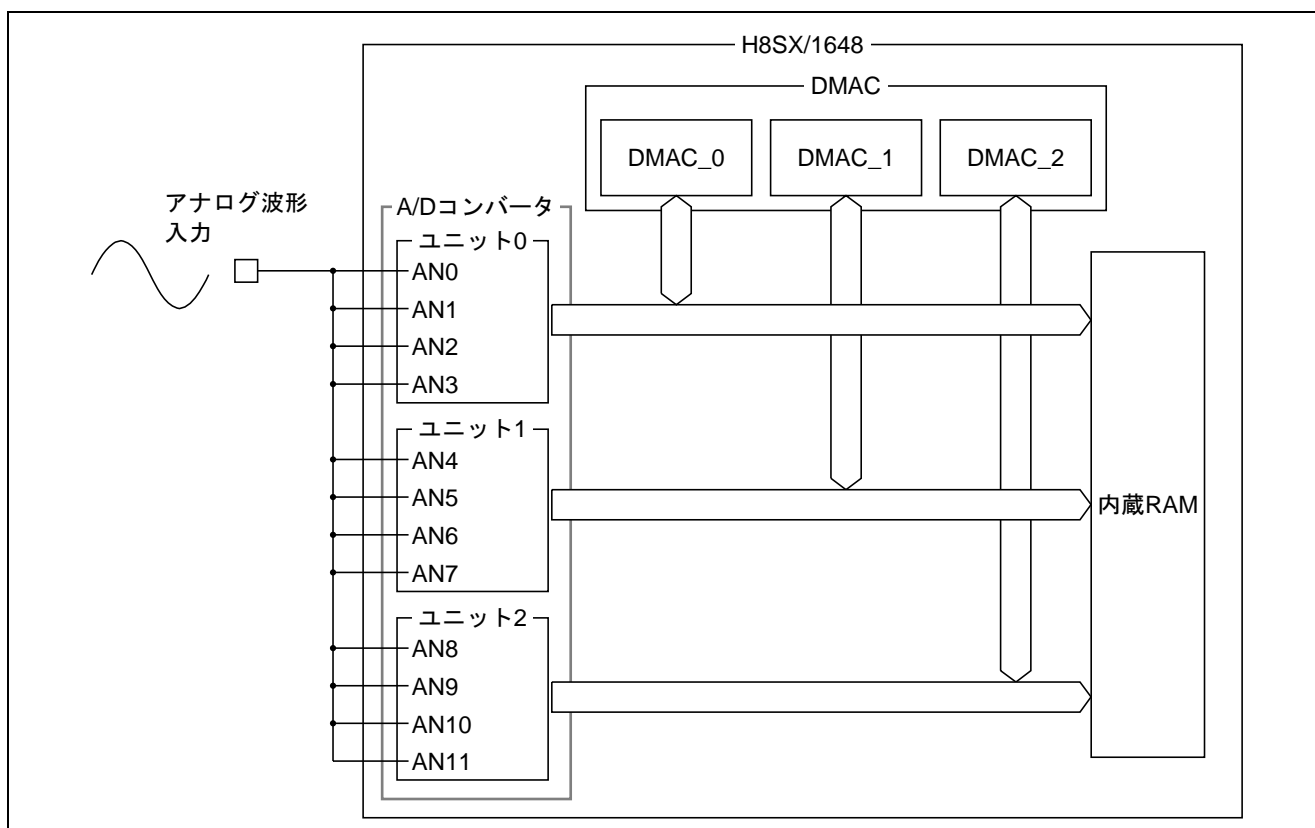 H8SX/1648
DMAC
DMAC_0
DMAC_1
DMAC_2
アナログ波形
入力
A/Dコンバータ
ユニット0
AN0
AN1
AN2
AN3
ユニット1
AN4
AN5
AN6
AN7
ユニット2
AN8
AN9
AN10
AN11
内蔵RAM